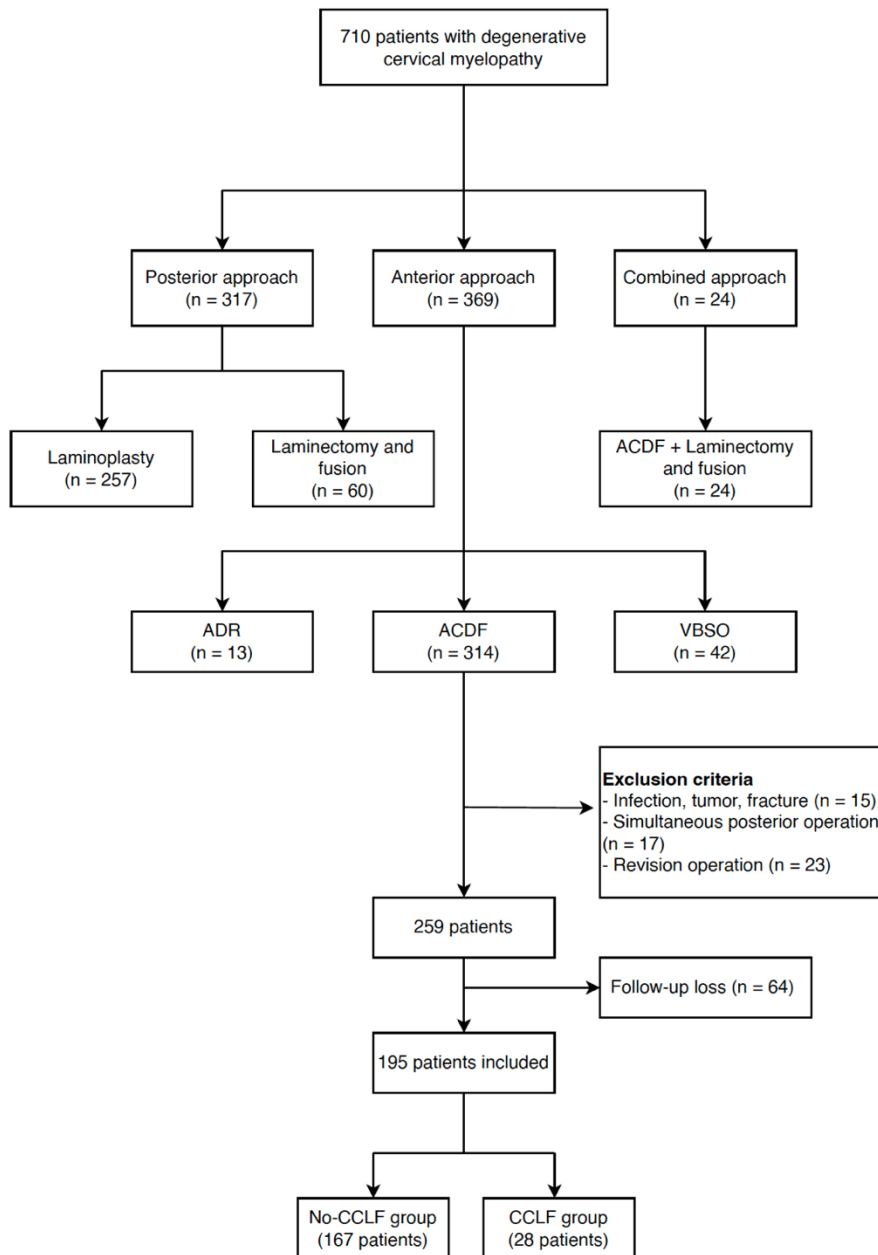 710 patients with degenerative
cervical myelopathy
Posterior approach
(n = 317)
Anterior approach
(n = 369)
Combined approach
(n = 24)
Laminoplasty
(n = 257)
Laminectomy and
fusion
(n = 60)
ACDF + Laminectomy
and fusion
(n = 24)
ADR
(n = 13)
ACDF
(n = 314)
VBSO
(n = 42)
Exclusion criteria
- Infection, tumor, fracture (n = 15)
- Simultaneous posterior operation
(n = 17)
- Revision operation (n = 23)
259 patients
Follow-up loss (n = 64)
195 patients included
No-CCLF group
(167 patients)
CCLF group
(28 patients)